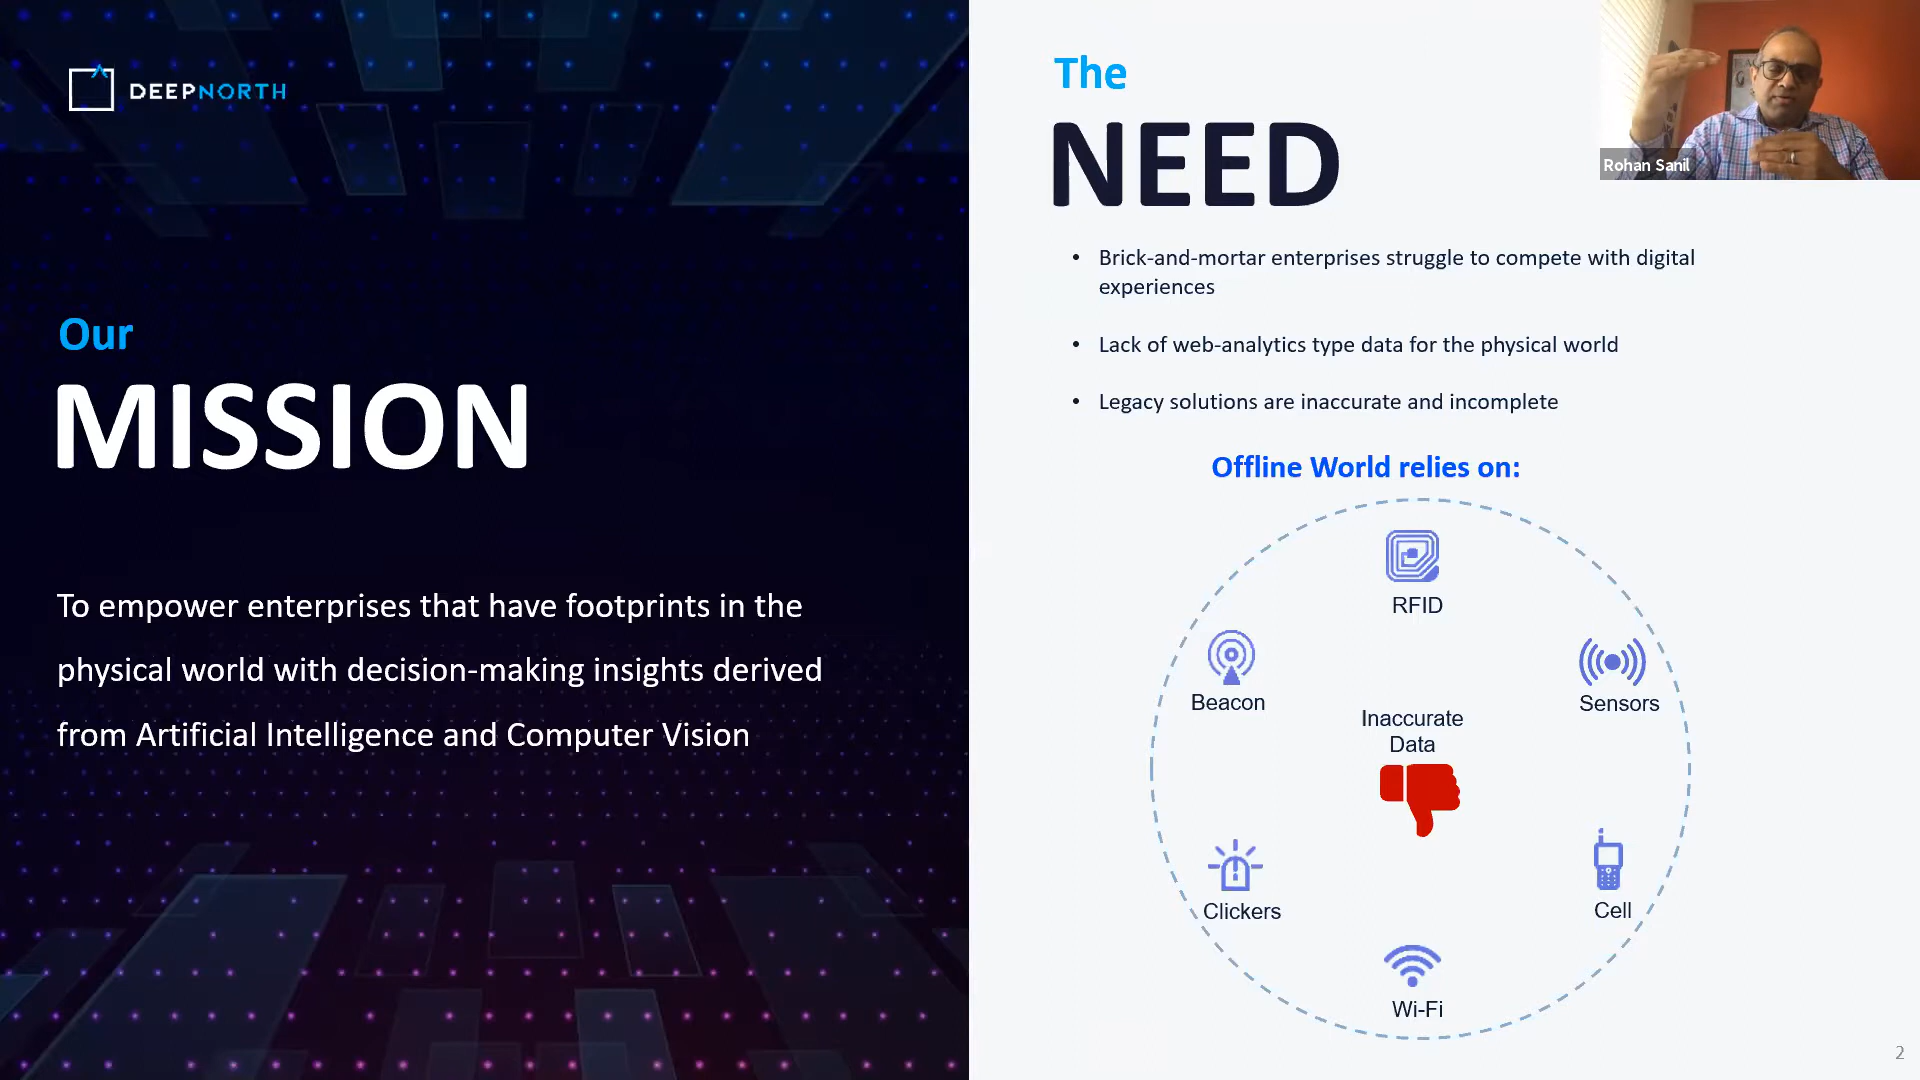 DEEPNORTH
Our
MISSION
To empower enterprises that have footprints in the
physical world with decision-making insights derived
from Artificial Intelligence and Computer Vision
The
NEED
Rohan Sanil
• Brick-and-mortar enterprises struggle to compete with digital
experiences
• Lack of web-analytics type data for the physical world
• Legacy solutions are inaccurate and incomplete
Offline World relies on:
RFID
Beacon
Sensors
Inaccurate
Data
Clickers
Cell
Wi-Fi
2